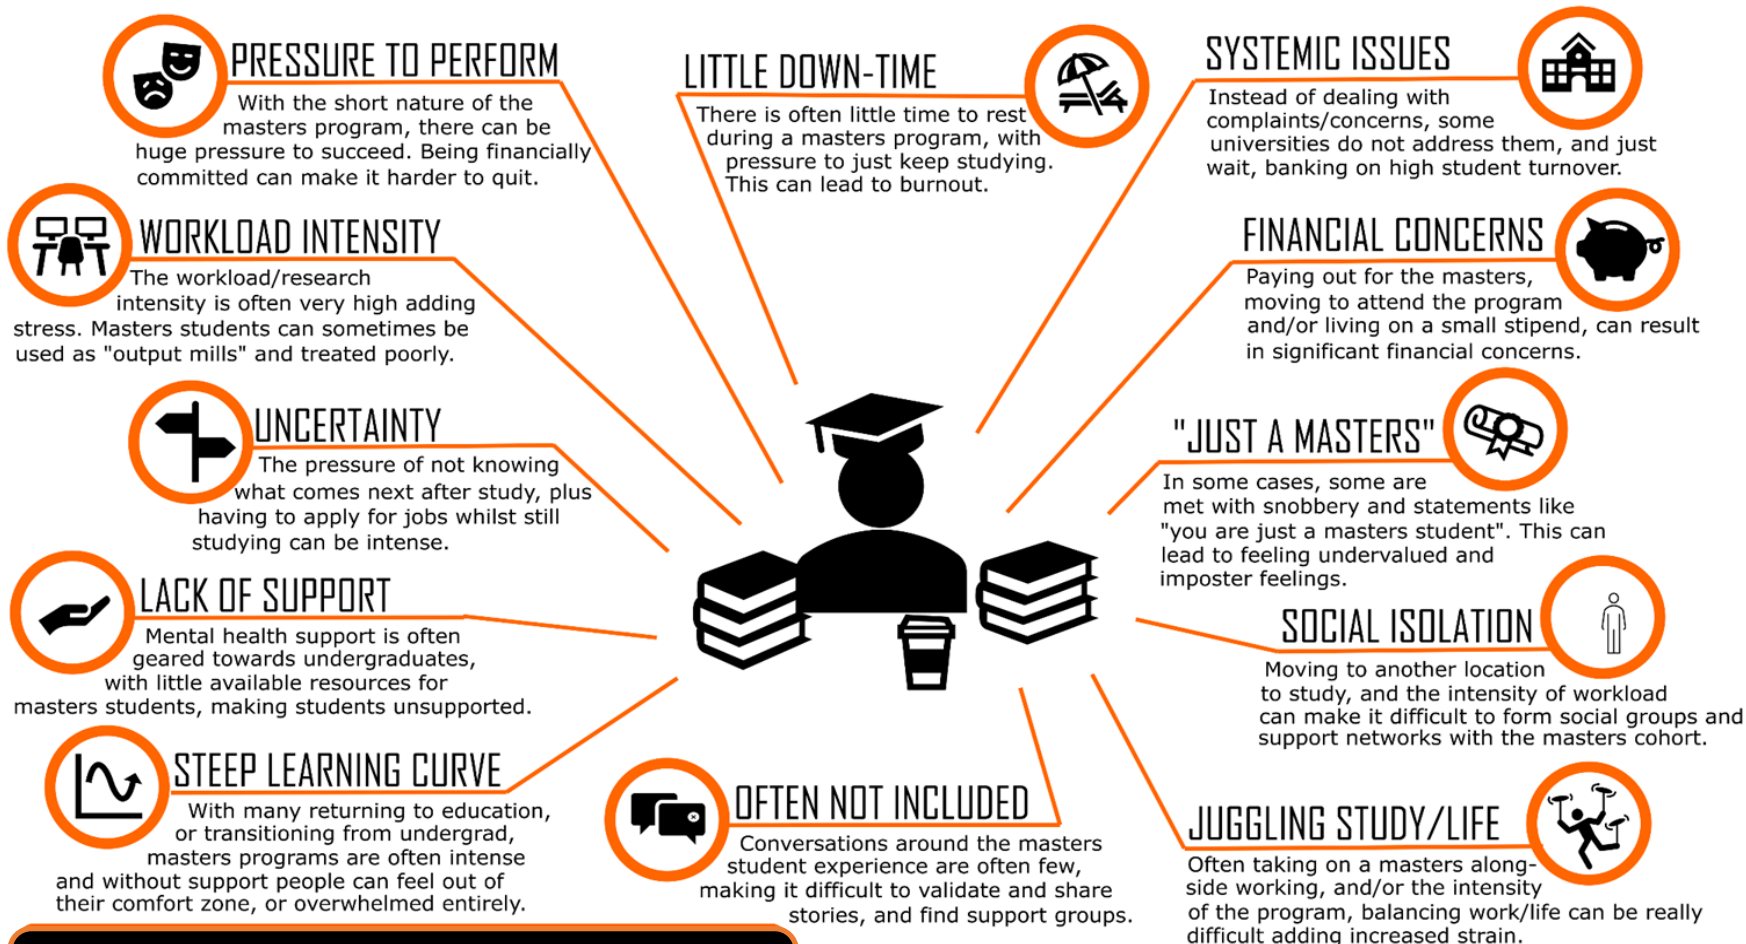 PRESSURE TO PERFORM
With the short nature of the
masters program, there can be
huge pressure to succeed. Being financially
committed can make it harder to quit.
LITTLE DOWN-TIME
There is often little time to rest
during a masters program, with
pressure to just keep studying.
This can lead to burnout.
SYSTEMIC ISSUES
Instead of dealing with
complaints/concerns, some
universities do not address them, and just
wait, banking on high student turnover.
WORKLOAD INTENSITY
The workload/research
intensity is often very high adding
stress. Masters students can sometimes be
used as "output mills" and treated poorly.
FINANCIAL CONCERNS
Paying out for the masters,
moving to attend the program
and/or living on a small stipend, can result
in significant financial concerns.
UNCERTAINTY
The pressure of not knowing
what comes next after study, plus
having to apply for jobs whilst still
studying can be intense.
"JUST A MASTERS"
In some cases, some are
met with snobbery and statements like
"you are just a masters student". This can
lead to feeling undervalued and
imposter feelings.
LACK OF SUPPORT
Mental health support is often
geared towards undergraduates,
with little available resources for
masters students, making students unsupported.
SOCIAL ISOLATION
Moving to another location
to study, and the intensity of workload
can make it difficult to form social groups and
support networks with the masters cohort.
STEEP LEARNING CURVE
With many returning to education,
or transitioning from undergrad,
masters programs are often intense
and without support people can feel out of
their comfort zone, or overwhelmed entirely.
OFTEN NOT INCLUDED
Conversations around the masters
student experience are often few,
making it difficult to validate and share
stories, and find support groups.
JUGGLING STUDY/LIFE
Often taking on a masters along-
side working, and/or the intensity
of the program, balancing work/life can be really
difficult adding increased strain.